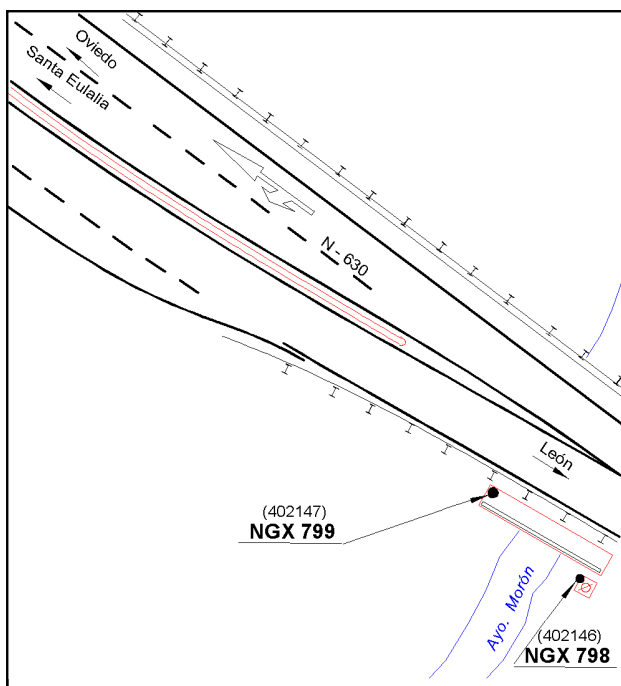 Oviedo
Santa Eulalia
N - 630
León
(402147)
NGX 799
Ayo. Morón
(402146)
NGX 798